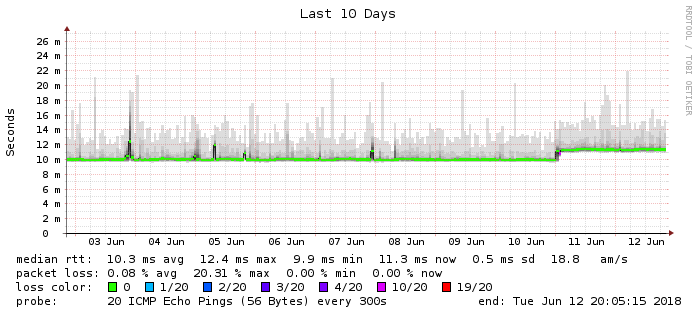 Last 10 Days
RRDTOOL / TOBI OETIKER
Seconds
26 m
24 m
22 m
20 m
18 m
16 m
14 m
12 m
10 m
8 m
6 m
4 m
2 m
0
03 Jun 04 Jun 05 Jun 06 Jun 07 Jun 08 Jun 09 Jun 10 Jun 11 Jun 12 Jun
median rtt: 10.3 ms avg 12.4 ms max 9.9 ms min 11.3 ms now 0.5 ms sd 18.8 am/s
packet loss: 0.08 % avg 20.31 % max 0.00 % min 0.00 % now
loss color: 0 1/20 2/20 3/20 4/20 10/20 19/20
probe: 20 ICMP Echo Pings (56 Bytes) every 300s end: Tue Jun 12 20:05:15 2018